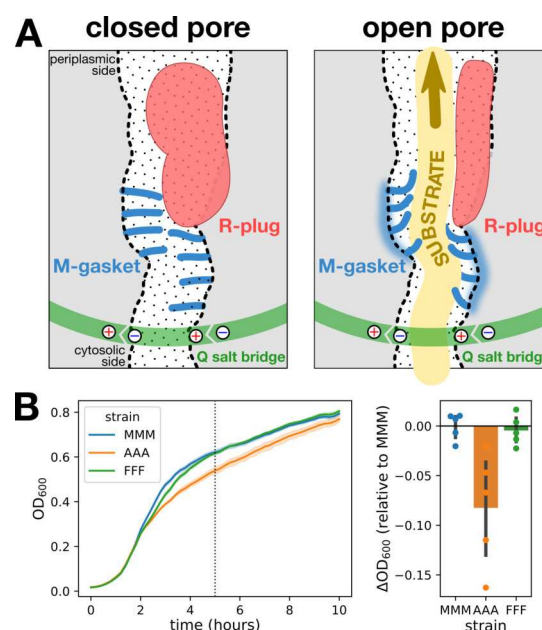 A
closed pore
open pore
periplasmic
side
R-plug
M-gasket
+
−
+
−
cytosolic
side
Q salt bridge
SUBSTRATE
R-plug
M-gasket
+
−
+
−
Q salt bridge
B
0.8
0.6
0.4
0.2
0.0
OD600
strain
MMM
AAA
FFF
0
2
4
6
8
10
time (hours)
0.00
−0.05
−0.10
−0.15
ΔOD600 (relative to MMM)
MMM AAA FFF
strain